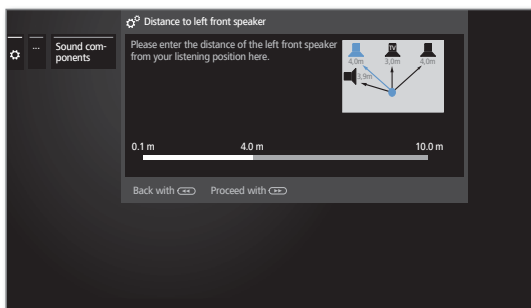 ...
Sound com-
ponents
Distance to left front speaker
Please enter the distance of the left front speaker
from your listening position here.
TV
4,0m 3,0m 4,0m
3,9m
0.1 m 4.0 m 10.0 m
Back with Proceed with